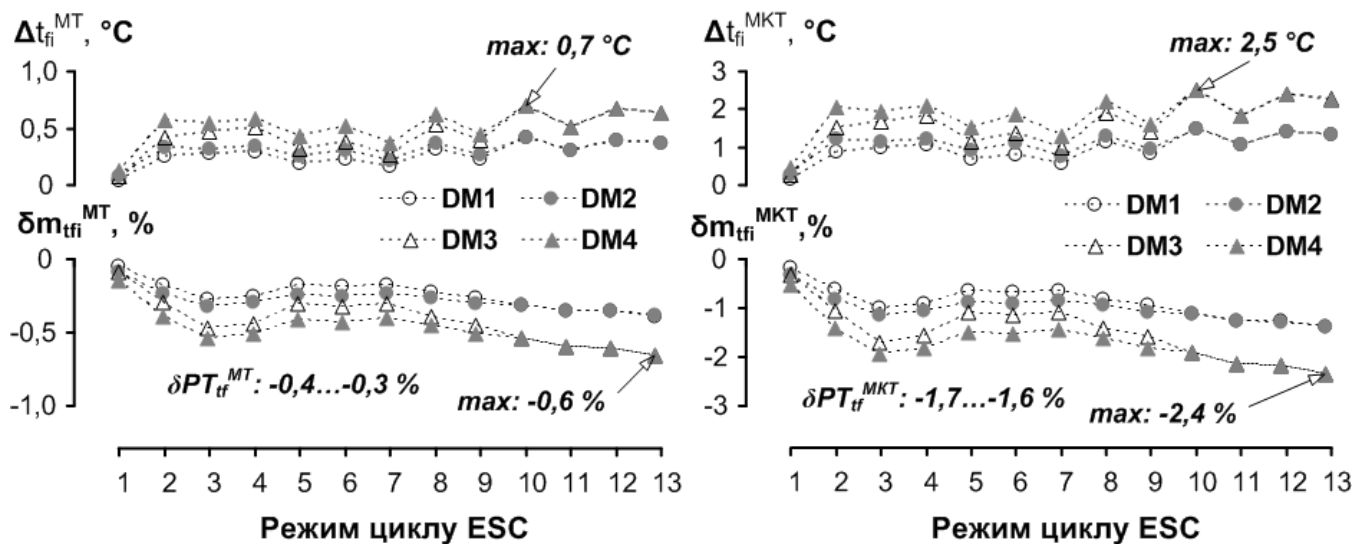 Δt_fi^MT, °C
max: 0,7 °C
1,0
0,5
0
DM1 DM2
DM3 DM4
δm_tfi^MT, %
0
-0,5
-1,0
δPT_tf^MT: -0,4...-0,3 %
max: -0,6 %
1 2 3 4 5 6 7 8 9 10 11 12 13
Режим циклу ESC
Δt_fi^MKT, °C
max: 2,5 °C
3
2
1
0
DM1 DM2
DM3 DM4
δm_tfi^MKT,%
0
-1
-2
-3
δPT_tf^MKT: -1,7...-1,6 %
max: -2,4 %
1 2 3 4 5 6 7 8 9 10 11 12 13
Режим циклу ESC